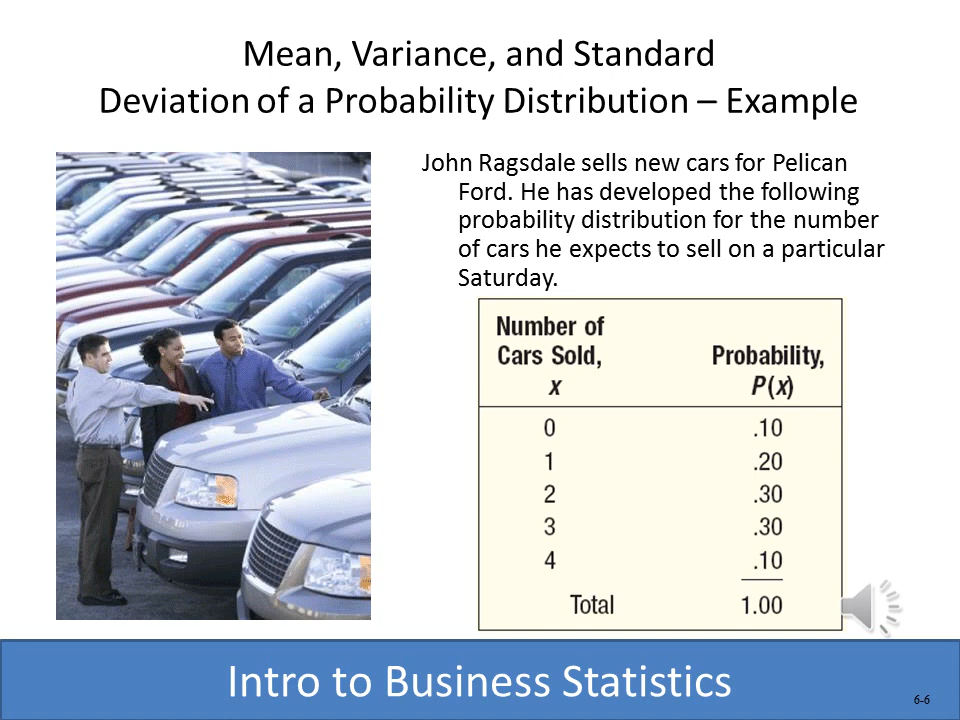 Mean, Variance, and Standard
Deviation of a Probability Distribution – Example
John Ragsdale sells new cars for Pelican
Ford. He has developed the following
probability distribution for the number
of cars he expects to sell on a particular
Saturday.
Number of
Cars Sold, Probability,
x P(x)
0 .10
1 .20
2 .30
3 .30
4 .10
Total 1.00
Intro to Business Statistics
6-6